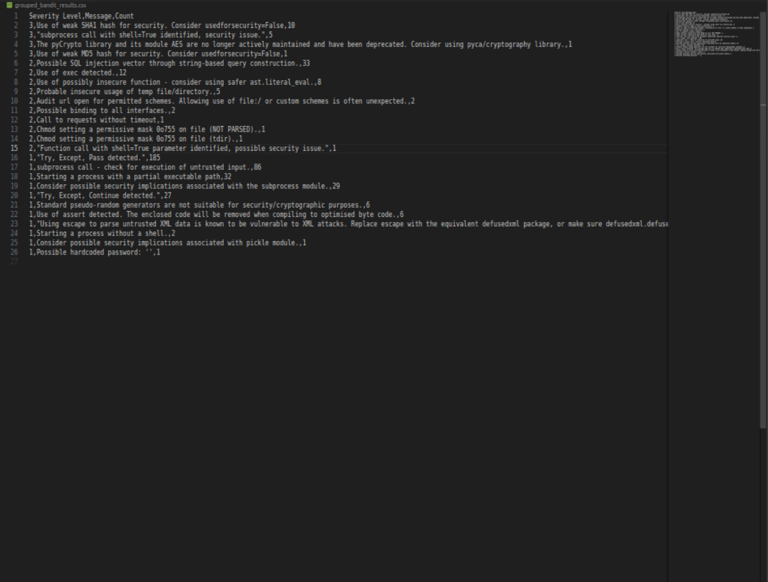 grouped_bandit_results.csv
1 Severity Level,Message,Count
2 3,Use of weak SHA1 hash for security. Consider usedforsecurity=False,10
3 3,"subprocess call with shell=True identified, security issue.",5
4 3,The pyCrypto library and its module AES are no longer actively maintained and have been deprecated. Consider using pyca/cryptography library.,1
5 3,Use of weak MD5 hash for security. Consider usedforsecurity=False,1
6 2,Possible SQL injection vector through string-based query construction.,33
7 2,Use of exec detected.,12
8 2,Use of possibly insecure function - consider using safer ast.literal_eval.,8
9 2,Probable insecure usage of temp file/directory.,5
10 2,Audit url open for permitted schemes. Allowing use of file:/ or custom schemes is often unexpected.,2
11 2,Possible binding to all interfaces.,2
12 2,Call to requests without timeout,1
13 2,Chmod setting a permissive mask 0o755 on file (NOT PARSED).,1
14 2,Chmod setting a permissive mask 0o755 on file (tdir).,1
15 2,"Function call with shell=True parameter identified, possible security issue.",1
16 1,"Try, Except, Pass detected.",185
17 1,subprocess call - check for execution of untrusted input.,86
18 1,Starting a process with a partial executable path,32
19 1,Consider possible security implications associated with the subprocess module.,29
20 1,"Try, Except, Continue detected.",27
21 1,Standard pseudo-random generators are not suitable for security/cryptographic purposes.,6
22 1,Use of assert detected. The enclosed code will be removed when compiling to optimised byte code.,6
23 1,"Using escape to parse untrusted XML data is known to be vulnerable to XML attacks. Replace escape with the equivalent defusedxml package, or make sure defusedxml.defuse
24 1,Starting a process without a shell.,2
25 1,Consider possible security implications associated with pickle module.,1
26 1,Possible hardcoded password: '',1
27